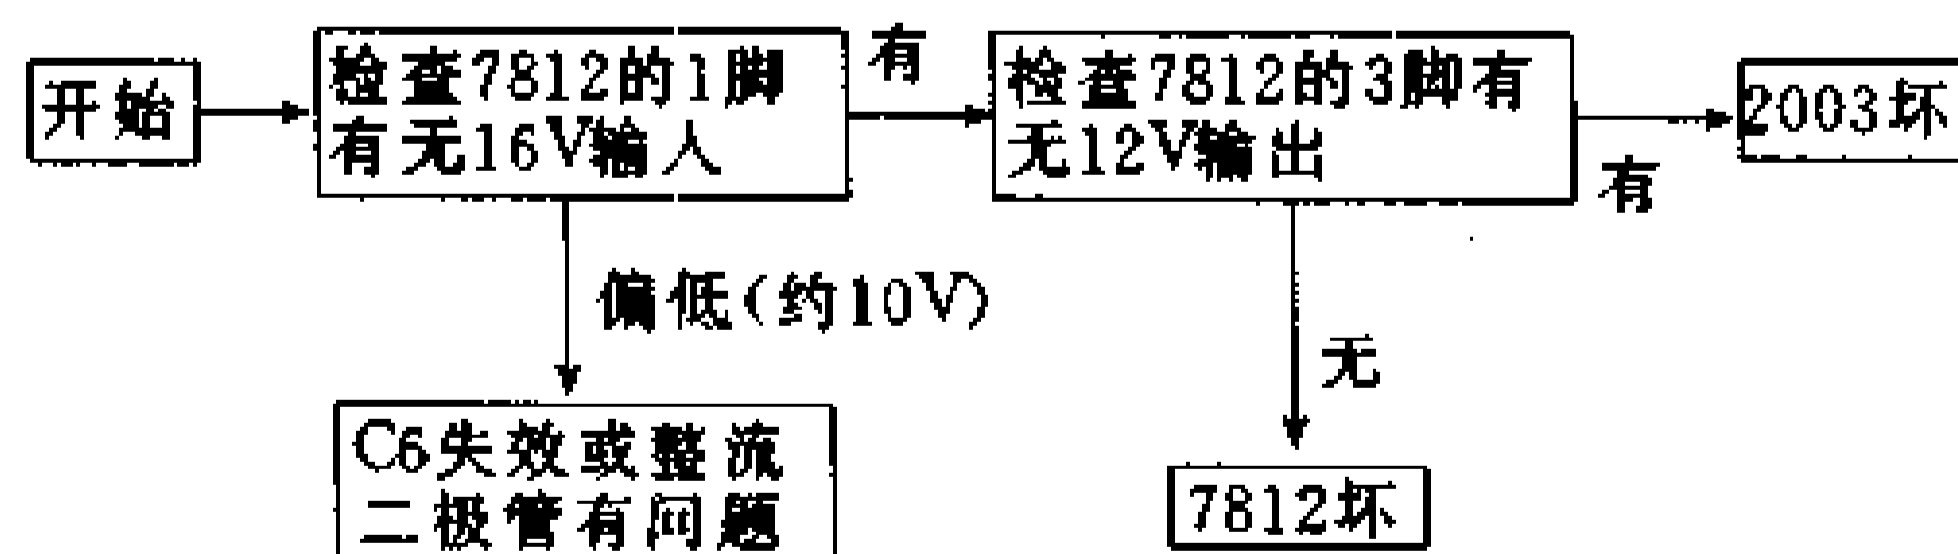 开始
检查7812的1脚
有无16V输人
有
检查7812的3脚有
无12V输出
有
2003坏
偏低(约10V)
无
C6失效或整流
二极管有问题
7812坏